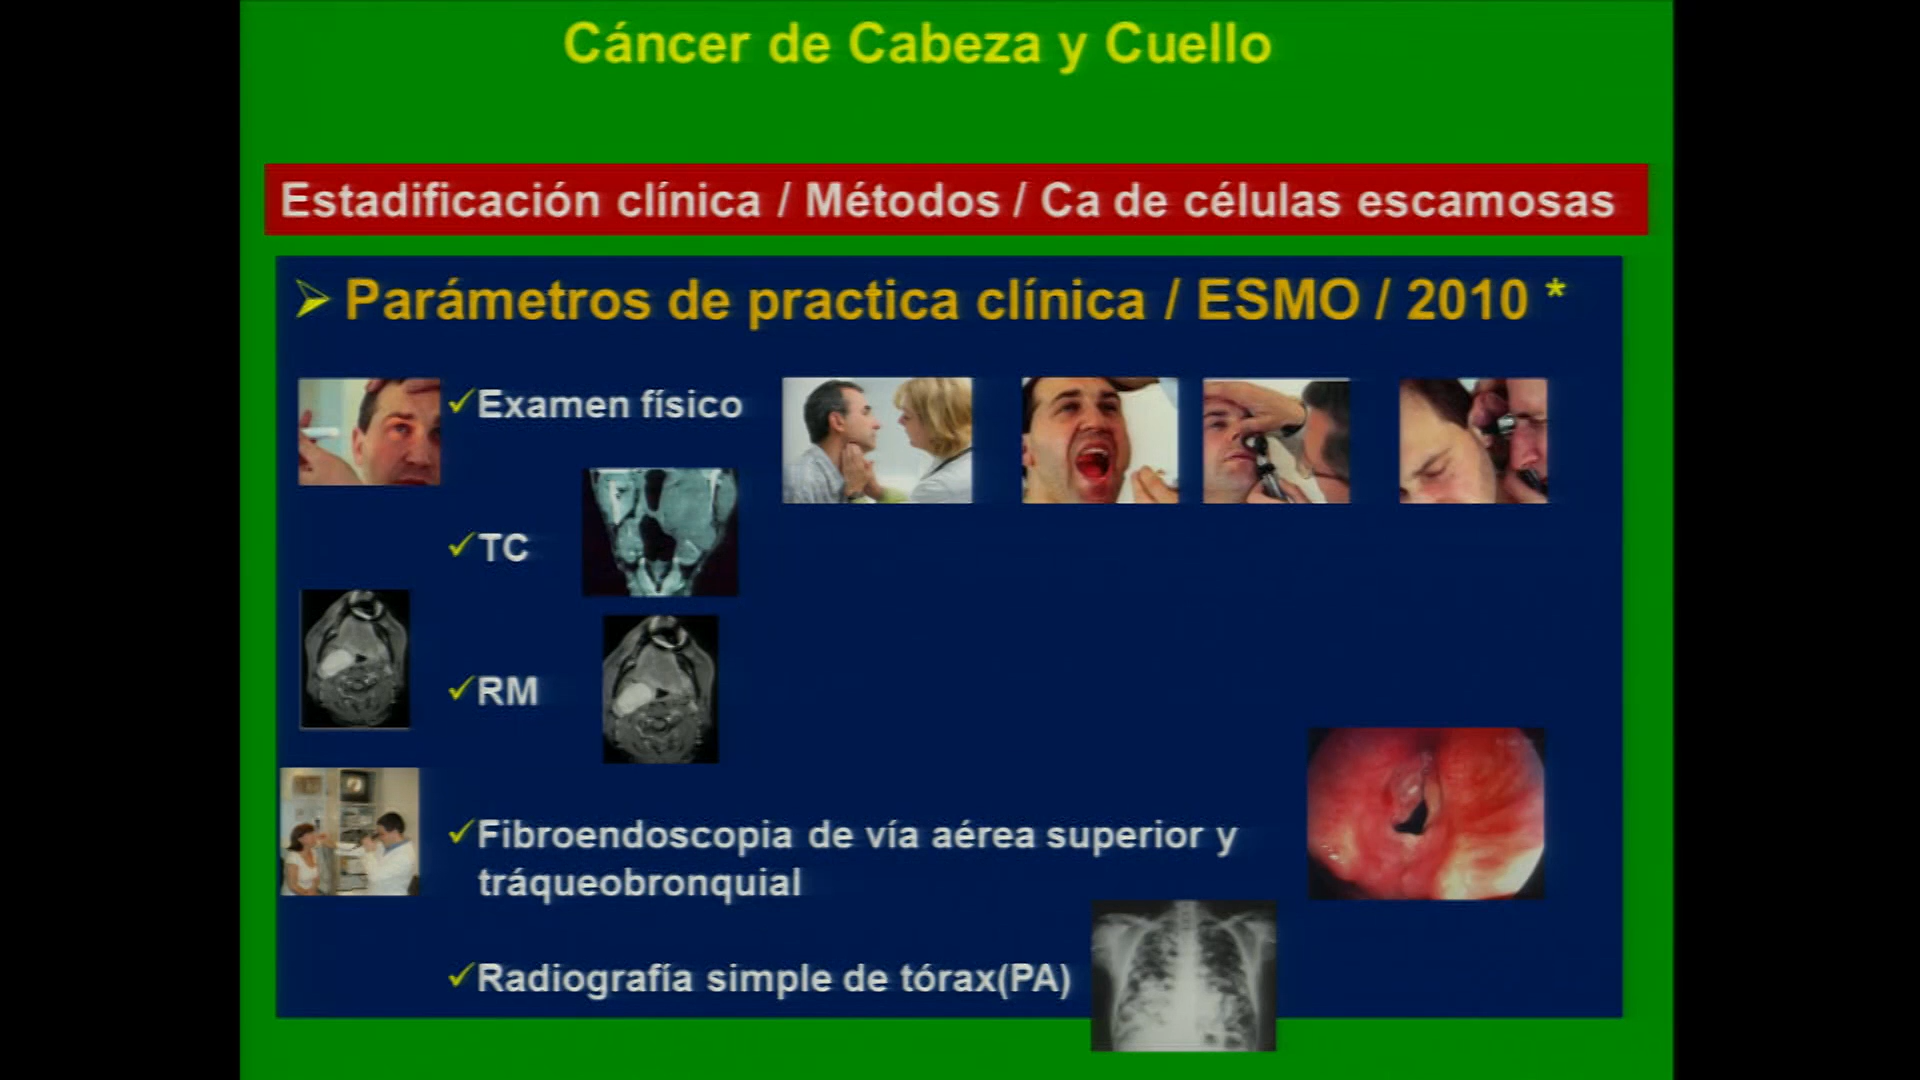 Cáncer de Cabeza y Cuello
Estadificación clínica / Métodos / Ca de células escamosas
Parámetros de practica clínica / ESMO / 2010 *
Examen físico
TC
RM
Fibroendoscopia de vía aérea superior y
tráqueobronquial
Radiografía simple de tórax(PA)